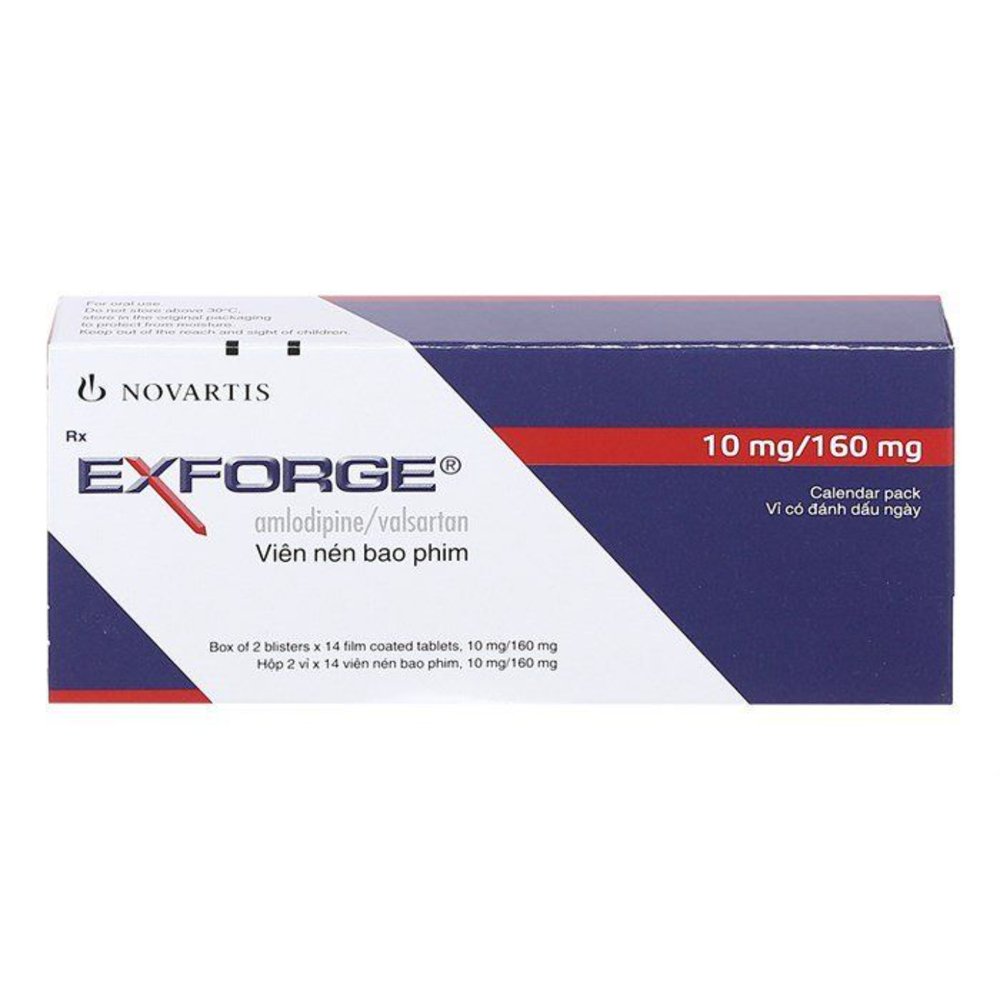 For oral use
Do not store above 30°C,
store in the original packaging
to protect from moisture.
Keep out of the reach and sight of children.
NOVARTIS
Rx
EXFORGE®
amlodipine/valsartan
Viên nén bao phim
10 mg/160 mg
Calendar pack
Vỉ có đánh dấu ngày
Box of 2 blisters x 14 film coated tablets, 10 mg/160 mg
Hộp 2 vỉ x 14 viên nén bao phim, 10 mg/160 mg